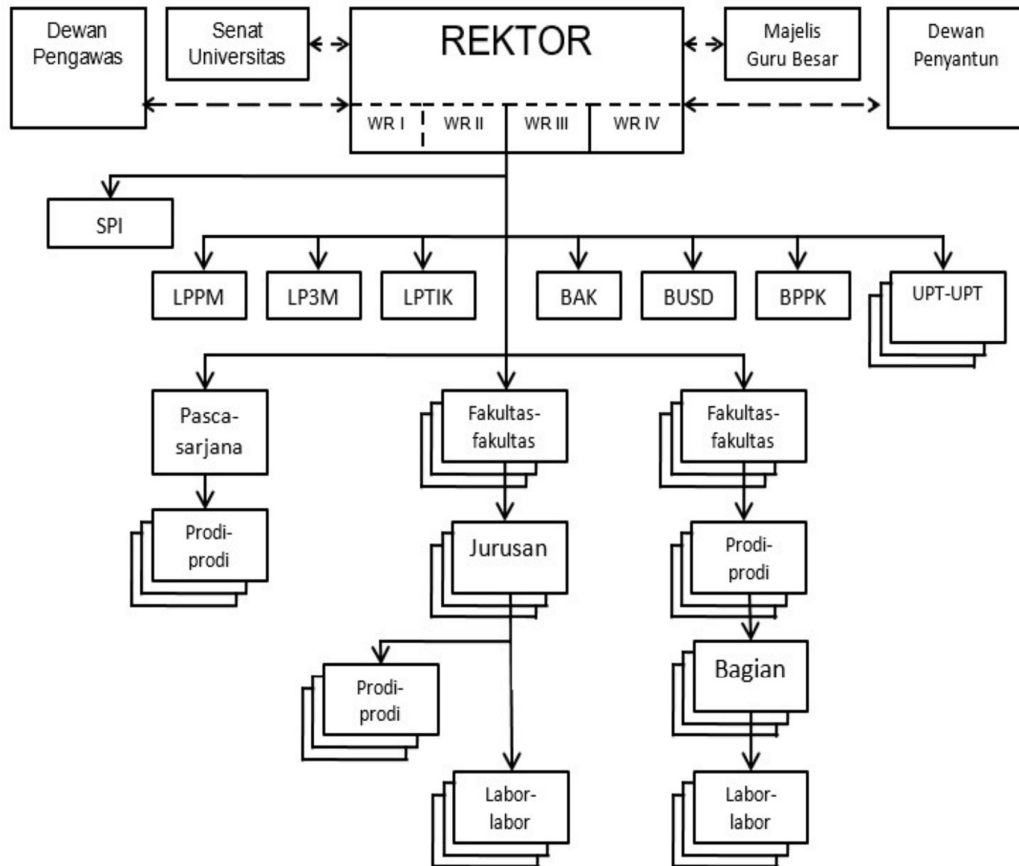 Dewan
Pengawas
Senat
Universitas
REKTOR
Majelis
Guru Besar
Dewan
Penyantun
WR I
WR II
WR III
WR IV
SPI
LPPM
LP3M
LPTIK
BAK
BUSD
BPPK
UPT-UPT
Pasca-
sarjana
Fakultas-
fakultas
Fakultas-
fakultas
Prodi-
prodi
Jurusan
Prodi-
prodi
Prodi-
prodi
Bagian
Labor-
labor
Labor-
labor